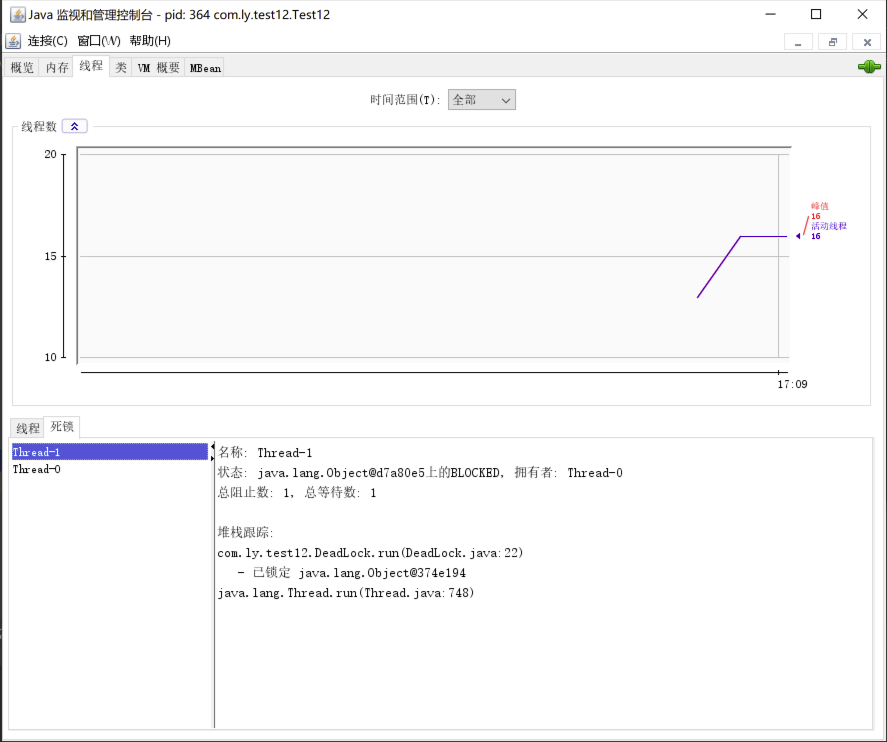 Java 监视和管理控制台 - pid: 364 com.ly.test12.Test12
连接(C) 窗口(W) 帮助(H)
概览 内存 线程 类 VM 概要 MBean
时间范围(T): 全部
线程数
20
15
10
峰值
16
活动线程
16
17:09
线程 死锁
Thread-1
Thread-0
名称: Thread-1
状态: java.lang.Object@d7a80e5上的BLOCKED, 拥有者: Thread-0
总阻止数: 1, 总等待数: 1
堆栈跟踪:
com.ly.test12.DeadLock.run(DeadLock.java:22)
- 已锁定 java.lang.Object@374e194
java.lang.Thread.run(Thread.java:748)